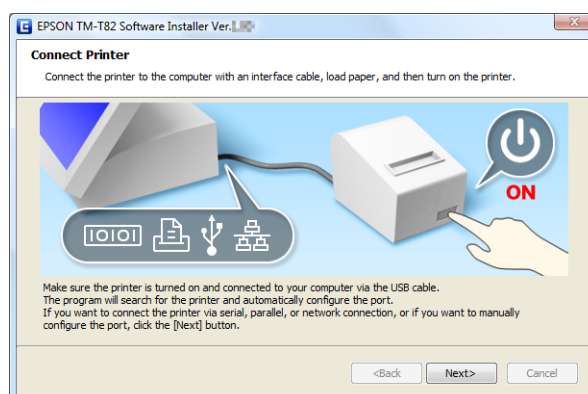 EPSON TM-T82 Software Installer Ver.
Connect Printer
Connect the printer to the computer with an interface cable, load paper, and then turn on the printer.
ON
IOIOI
Make sure the printer is turned on and connected to your computer via the USB cable.
The program will search for the printer and automatically configure the port.
If you want to connect the printer via serial, parallel, or network connection, or if you want to manually
configure the port, click the [Next] button.
<Back Next> Cancel